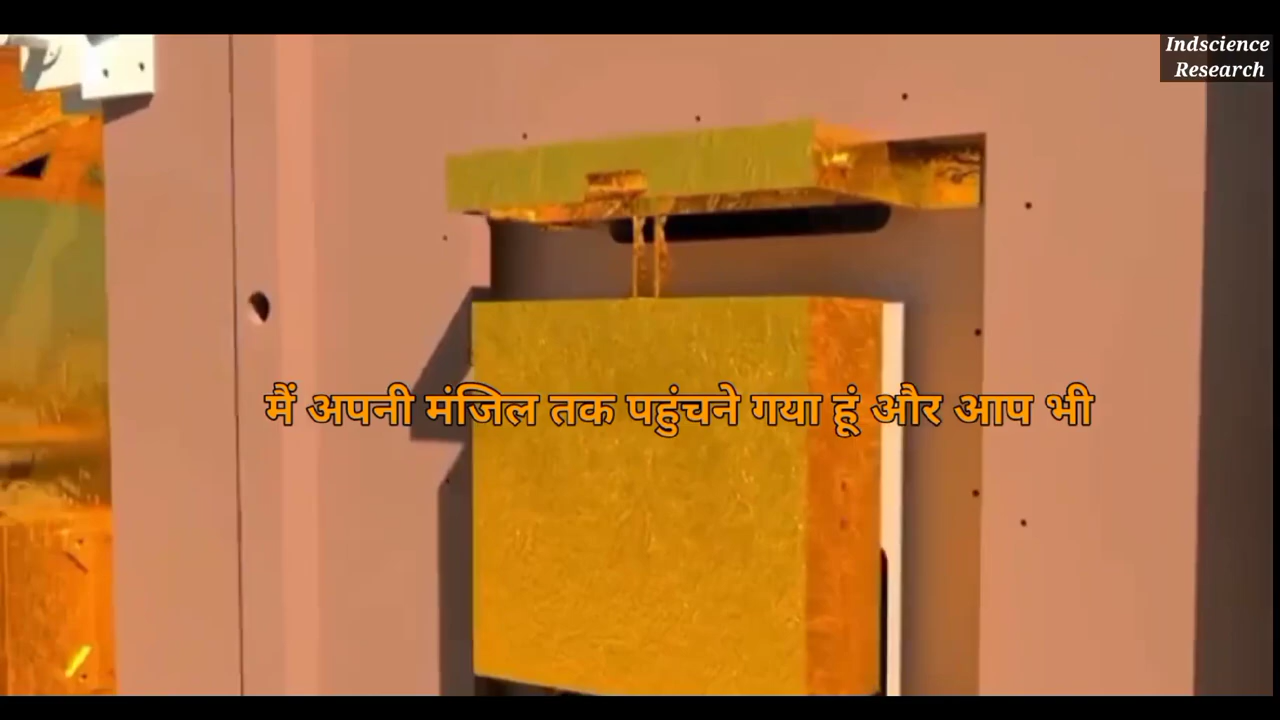 Indscience
Research
मैं अपनी मंजिल तक पहुंचने गया हूं और आप भी